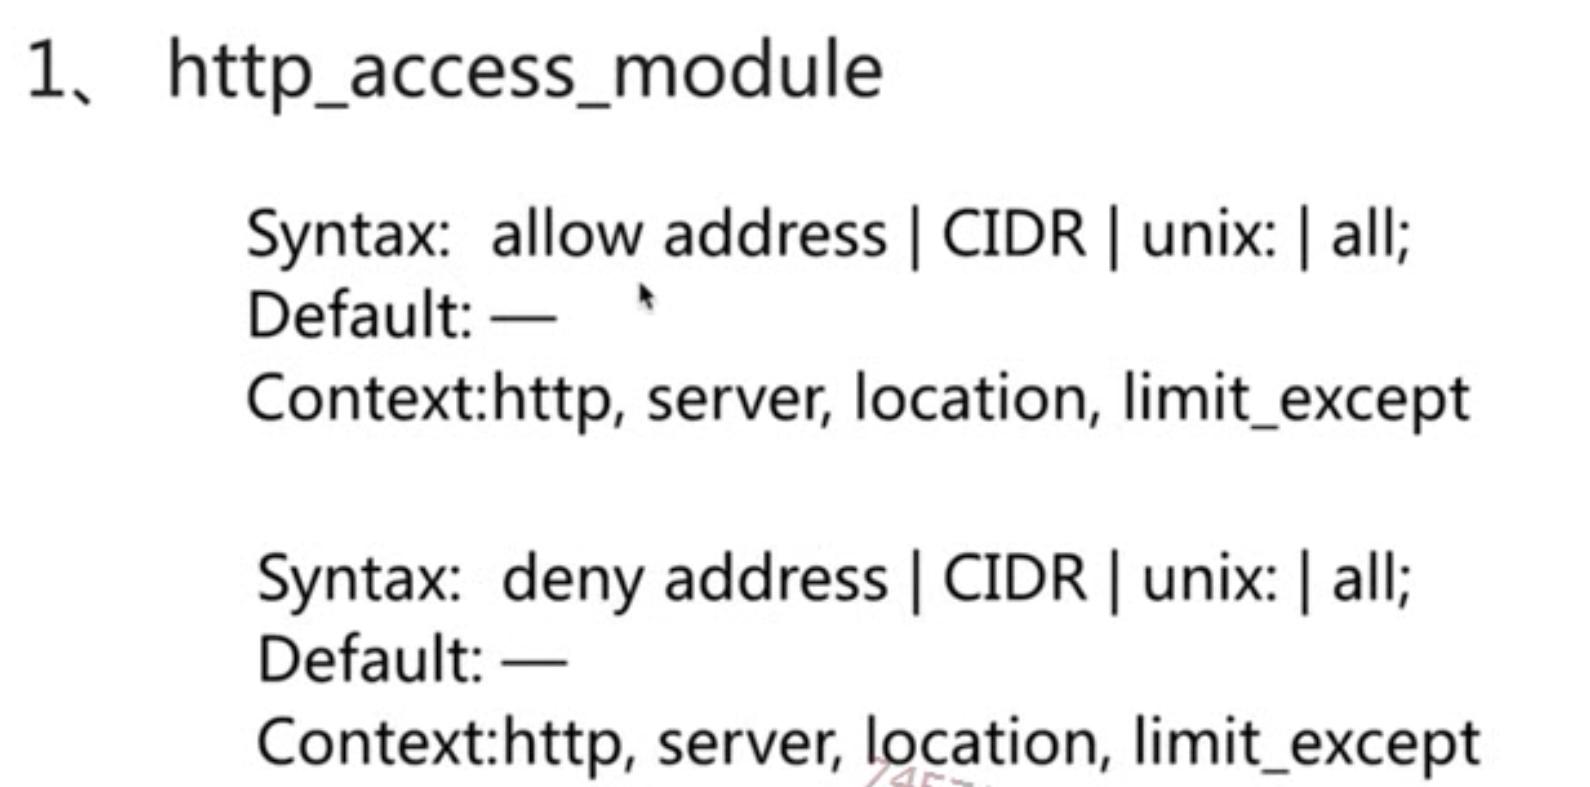 1、 http_access_module
Syntax: allow address | CIDR | unix: | all;
Default: —
Context:http, server, location, limit_except
Syntax: deny address | CIDR | unix: | all;
Default: —
Context:http, server, location, limit_except